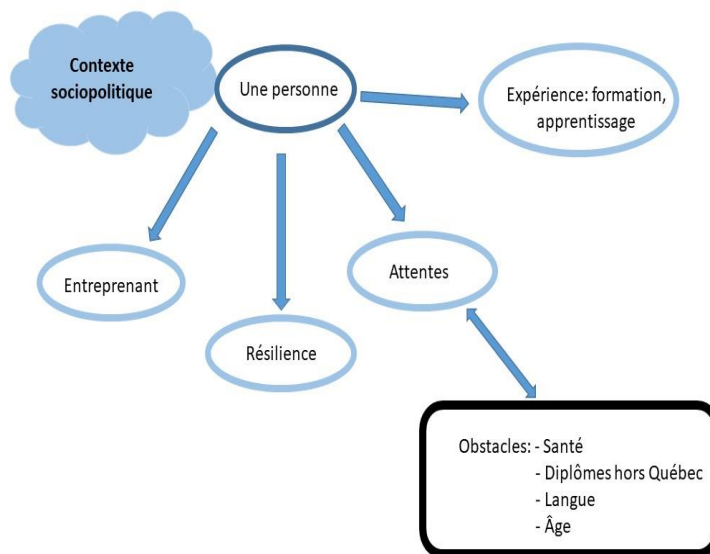 Contexte
sociopolitique
Une personne
Expérience: formation,
apprentissage
Entreprenant
Résilience
Attentes
Obstacles: - Santé
- Diplômes hors Québec
- Langue
- Âge